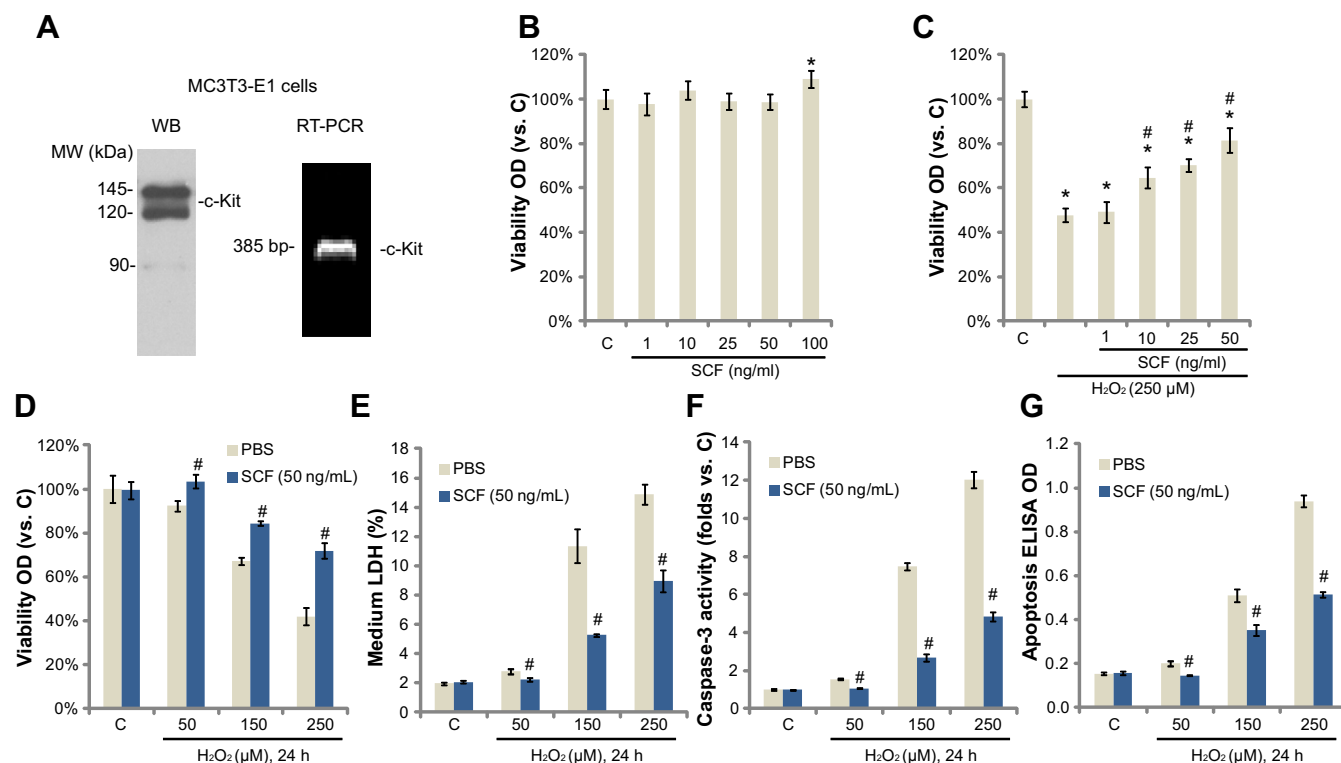 A
MC3T3-E1 cells
WB
RT-PCR
MW (kDa)
145-
120-
90-
-c-Kit
385 bp-
-c-Kit
B
Viability OD (vs. C)
120%
100%
80%
60%
40%
20%
0%
*
C 1 10 25 50 100
SCF (ng/ml)
C
Viability OD (vs. C)
120%
100%
80%
60%
40%
20%
0%
# # #
* * * * *
C 1 10 25 50
SCF (ng/ml)
H₂O₂ (250 µM)
D
Viability OD (vs. C)
120%
100%
80%
60%
40%
20%
0%
PBS
SCF (50 ng/mL)
# # #
C 50 150 250
H₂O₂ (µM), 24 h
E
Medium LDH (%)
18
16
14
12
10
8
6
4
2
0
PBS
SCF (50 ng/mL)
# # #
C 50 150 250
H₂O₂ (µM), 24 h
F
Caspase-3 activity (folds vs. C)
14
12
10
8
6
4
2
0
PBS
SCF (50 ng/mL)
# # #
C 50 150 250
H₂O₂ (µM), 24 h
G
Apoptosis ELISA OD
1.2
1.0
0.8
0.6
0.4
0.2
0.0
PBS
SCF (50 ng/mL)
# # #
C 50 150 250
H₂O₂ (µM), 24 h